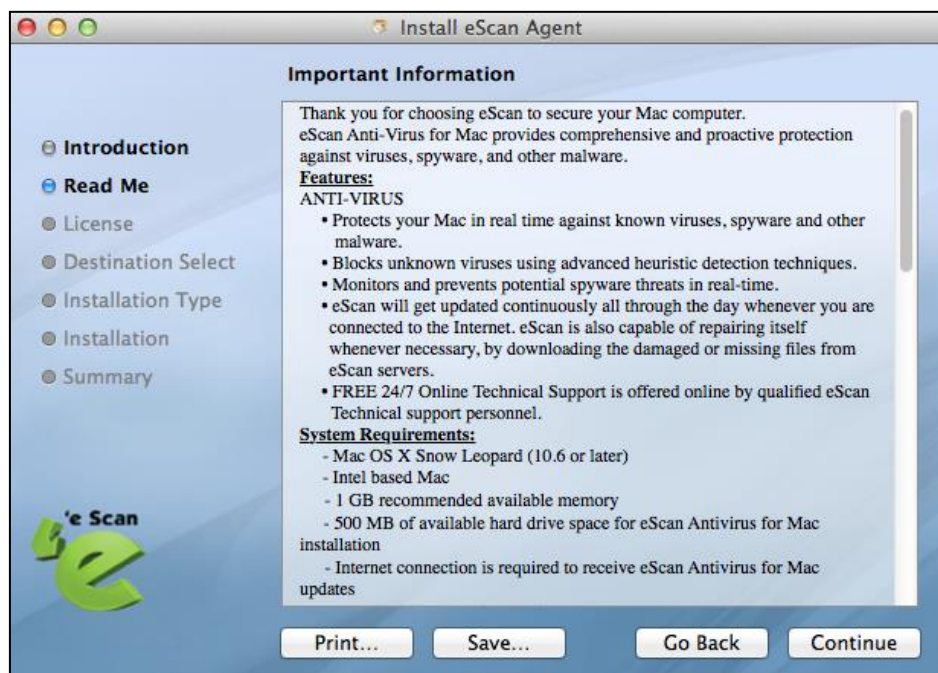 Install eScan Agent
Important Information
Introduction
Read Me
License
Destination Select
Installation Type
Installation
Summary
'e Scan
Thank you for choosing eScan to secure your Mac computer.
eScan Anti-Virus for Mac provides comprehensive and proactive protection
against viruses, spyware, and other malware.
Features:
ANTI-VIRUS
• Protects your Mac in real time against known viruses, spyware and other
malware.
• Blocks unknown viruses using advanced heuristic detection techniques.
• Monitors and prevents potential spyware threats in real-time.
• eScan will get updated continuously all through the day whenever you are
connected to the Internet. eScan is also capable of repairing itself
whenever necessary, by downloading the damaged or missing files from
eScan servers.
• FREE 24/7 Online Technical Support is offered online by qualified eScan
Technical support personnel.
System Requirements:
- Mac OS X Snow Leopard (10.6 or later)
- Intel based Mac
- 1 GB recommended available memory
- 500 MB of available hard drive space for eScan Antivirus for Mac
installation
- Internet connection is required to receive eScan Antivirus for Mac
updates
Print...
Save...
Go Back
Continue